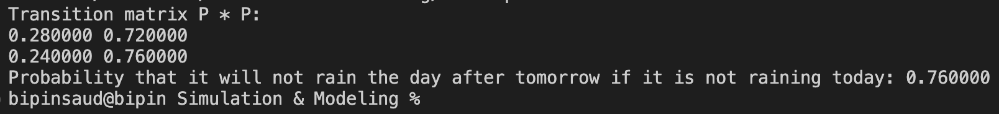 Transition matrix P * P:
0.280000 0.720000
0.240000 0.760000
Probability that it will not rain the day after tomorrow if it is not raining today: 0.760000
bipinsaud@bipin Simulation & Modeling %